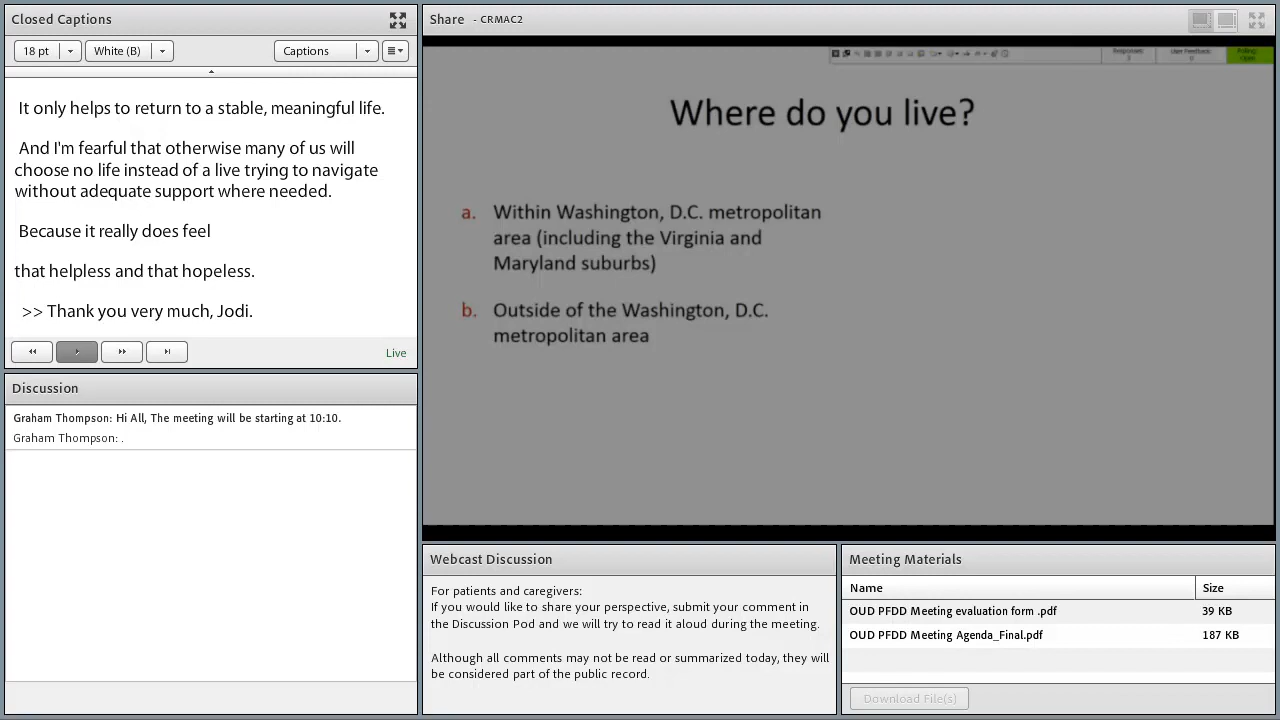 Closed Captions
18 pt
White (B)
Captions
It only helps to return to a stable, meaningful life.
And I'm fearful that otherwise many of us will
choose no life instead of a live trying to navigate
without adequate support where needed.
Because it really does feel
that helpless and that hopeless.
>> Thank you very much, Jodi.
Live
Discussion
Graham Thompson: Hi All, The meeting will be starting at 10:10.
Graham Thompson: .
Share - CRMAC2
Responses:
User Feedback:
Polling:
Open
Where do you live?
a. Within Washington, D.C. metropolitan
area (including the Virginia and
Maryland suburbs)
b. Outside of the Washington, D.C.
metropolitan area
Webcast Discussion
For patients and caregivers:
If you would like to share your perspective, submit your comment in
the Discussion Pod and we will try to read it aloud during the meeting.
Although all comments may not be read or summarized today, they will
be considered part of the public record.
Meeting Materials
Name Size
OUD PFDD Meeting evaluation form .pdf 39 KB
OUD PFDD Meeting Agenda_Final.pdf 187 KB
Download File(s)